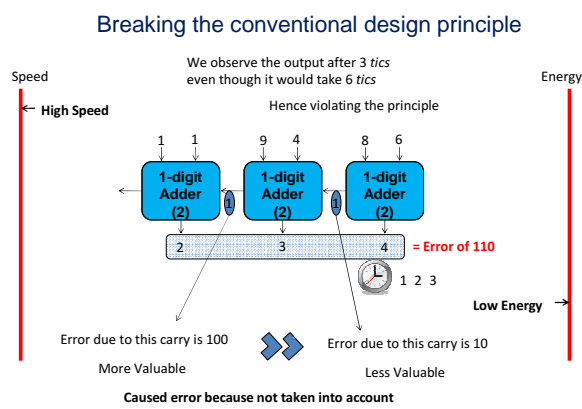 Breaking the conventional design principle
We observe the output after 3 tics
even though it would take 6 tics
Speed
Energy
High Speed
Hence violating the principle
1 1 9 4 8 6
1-digit Adder (2)
1
1-digit Adder (2)
1
1-digit Adder (2)
2 3 4
= Error of 110
1 2 3
Low Energy
Error due to this carry is 100
Error due to this carry is 10
More Valuable
Less Valuable
Caused error because not taken into account